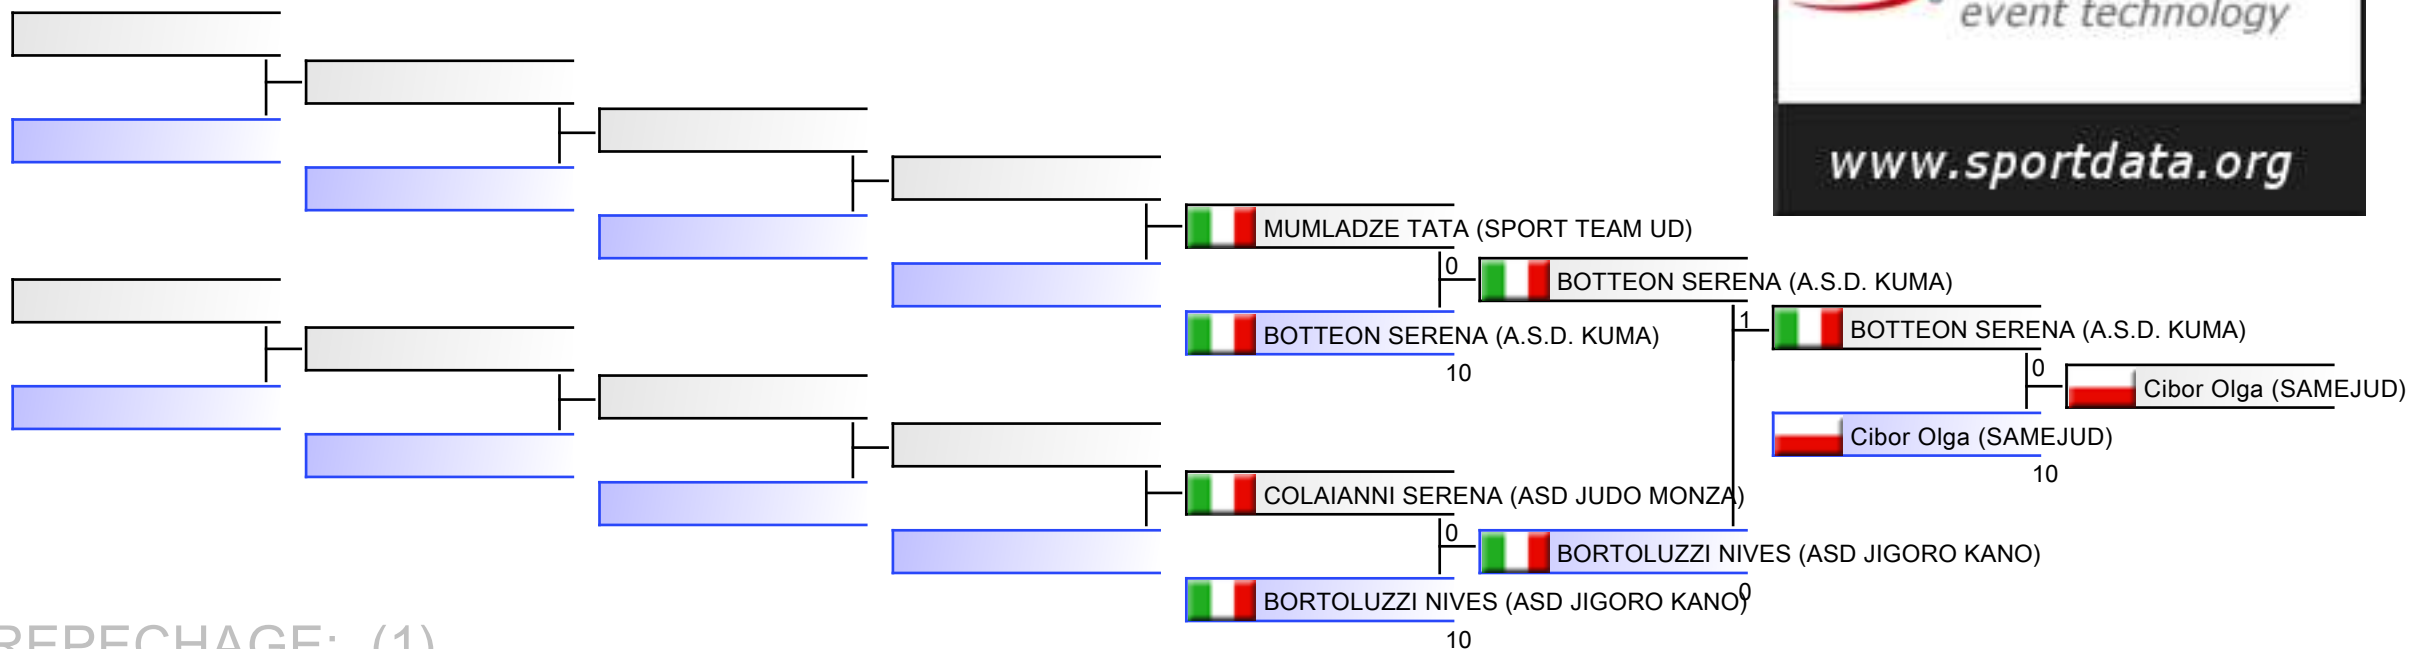 event technology
www.sportdata.org
MUMLADZE TATA (SPORT TEAM UD)
0
BOTTEON SERENA (A.S.D. KUMA)
BOTTEON SERENA (A.S.D. KUMA)
10
1
BOTTEON SERENA (A.S.D. KUMA)
0
Cibor Olga (SAMEJUD)
Cibor Olga (SAMEJUD)
10
COLAIANNI SERENA (ASD JUDO MONZA)
0
BORTOLUZZI NIVES (ASD JIGORO KANO)
0
BORTOLUZZI NIVES (ASD JIGORO KANO)
10
REPECHAGE: (1)